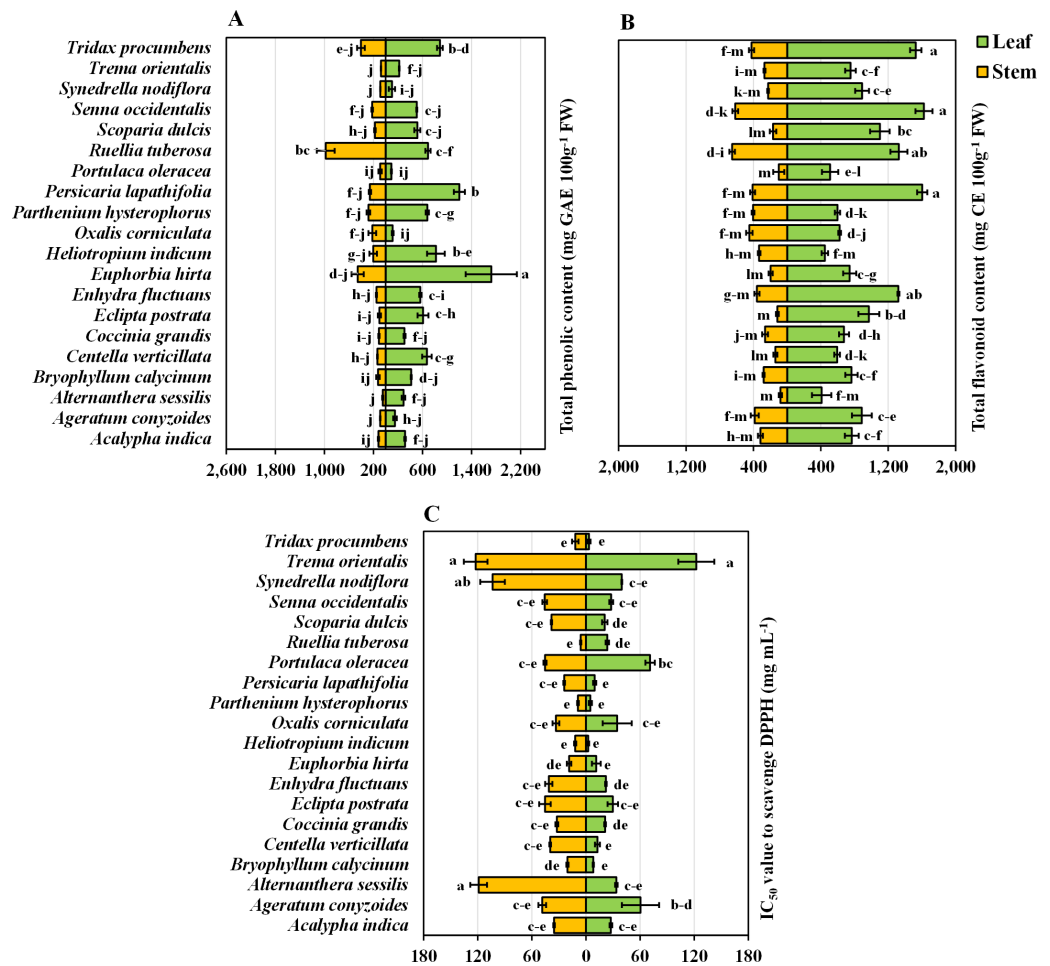 A
Tridax procumbens e-j b-d
Trema orientalis j f-j
Synedrella nodiflora j i-j
Senna occidentalis f-j c-j
Scoparia dulcis h-j c-j
Ruellia tuberosa bc c-f
Portulaca oleracea ij ij
Persicaria lapathifolia f-j b
Parthenium hysterophorus f-j c-g
Oxalis corniculata f-j ij
Heliotropium indicum g-j b-e
Euphorbia hirta d-j a
Enhydra fluctuans h-j c-i
Eclipta postrata i-j c-h
Coccinia grandis i-j f-j
Centella verticillata h-j c-g
Bryophyllum calycinum ij d-j
Alternanthera sessilis j f-j
Ageratum conyzoides j h-j
Acalypha indica ij f-j
2,600 1,800 1,000 200 600 1,400 2,200
Total phenolic content (mg GAE 100g-1 FW)
B
f-m a
i-m c-f
k-m c-e
d-k a
lm bc
d-i ab
m e-l
f-m a
f-m d-k
f-m d-j
h-m f-m
lm c-g
g-m ab
m b-d
j-m d-h
lm d-k
i-m c-f
m f-m
f-m c-e
h-m c-f
2,000 1,200 400 400 1,200 2,000
Total flavonoid content (mg CE 100g-1 FW)
Leaf
Stem
C
Tridax procumbens e e
Trema orientalis a a
Synedrella nodiflora ab c-e
Senna occidentalis c-e c-e
Scoparia dulcis c-e de
Ruellia tuberosa e de
Portulaca oleracea c-e bc
Persicaria lapathifolia c-e e
Parthenium hysterophorus e e
Oxalis corniculata c-e c-e
Heliotropium indicum e e
Euphorbia hirta de e
Enhydra fluctuans c-e de
Eclipta postrata c-e c-e
Coccinia grandis c-e de
Centella verticillata c-e e
Bryophyllum calycinum de e
Alternanthera sessilis a c-e
Ageratum conyzoides c-e b-d
Acalypha indica c-e c-e
180 120 60 0 60 120 180
IC50 value to scavenge DPPH (mg mL-1)